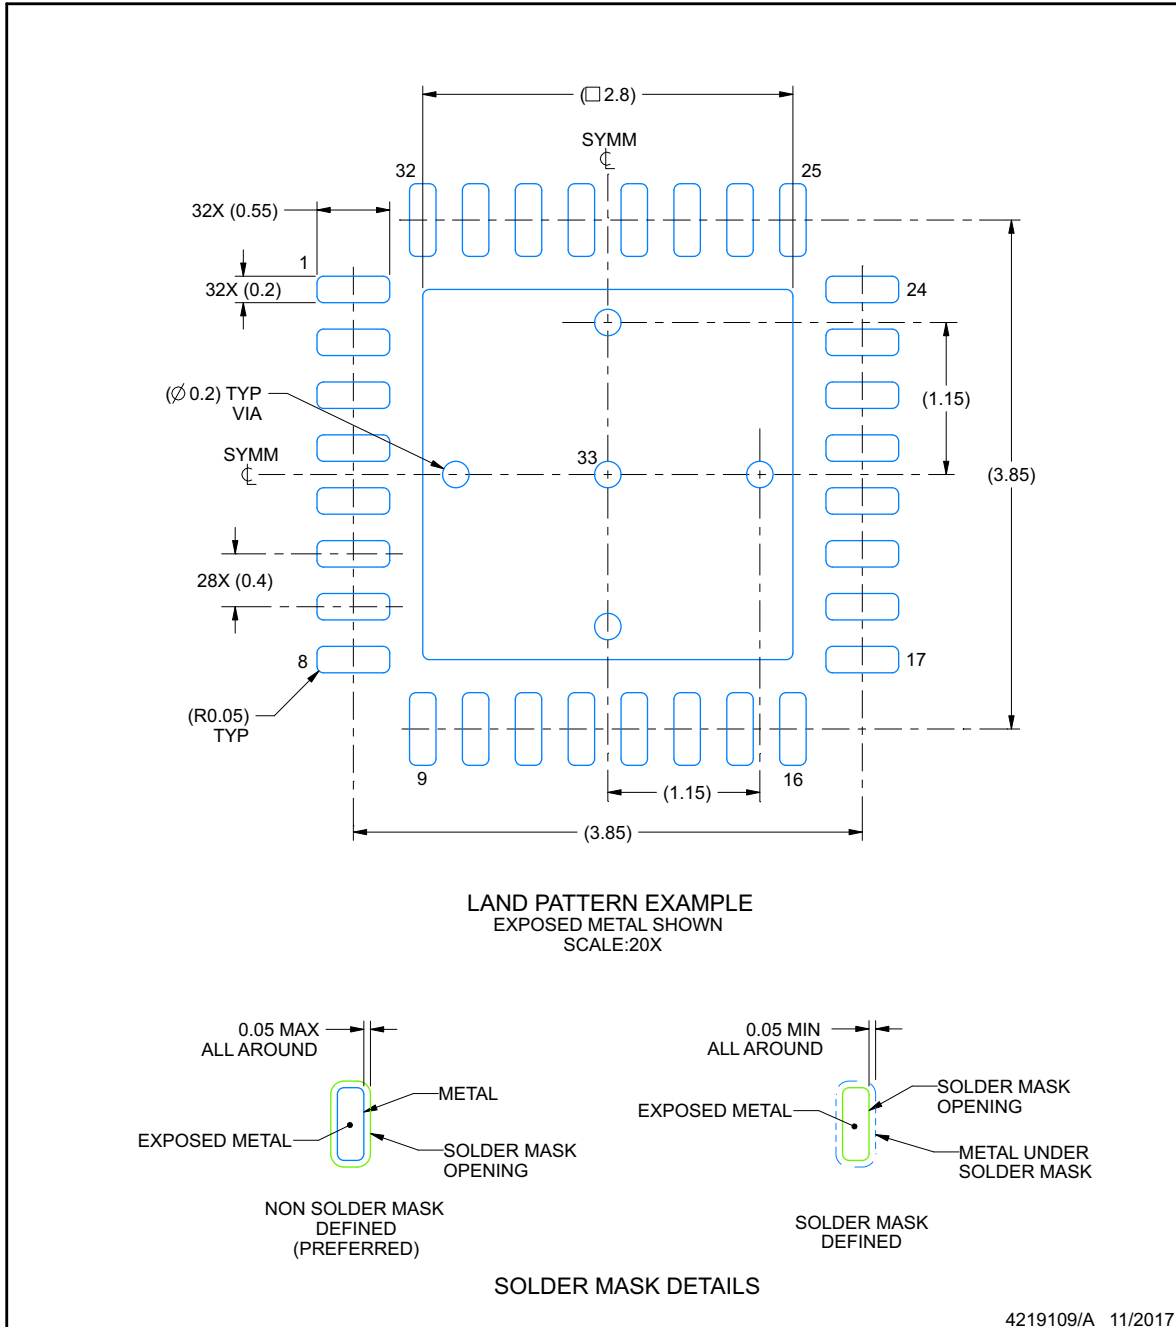 (□ 2.8)
SYMM
℄
32
25
32X (0.55)
1
32X (0.2)
24
(∅ 0.2) TYP
VIA
(1.15)
SYMM
℄
33
(3.85)
28X (0.4)
8
17
(R0.05)
TYP
9
16
(1.15)
(3.85)
LAND PATTERN EXAMPLE
EXPOSED METAL SHOWN
SCALE:20X
0.05 MAX
ALL AROUND
METAL
EXPOSED METAL
SOLDER MASK
OPENING
NON SOLDER MASK
DEFINED
(PREFERRED)
0.05 MIN
ALL AROUND
SOLDER MASK
OPENING
EXPOSED METAL
METAL UNDER
SOLDER MASK
SOLDER MASK
DEFINED
SOLDER MASK DETAILS
4219109/A 11/2017